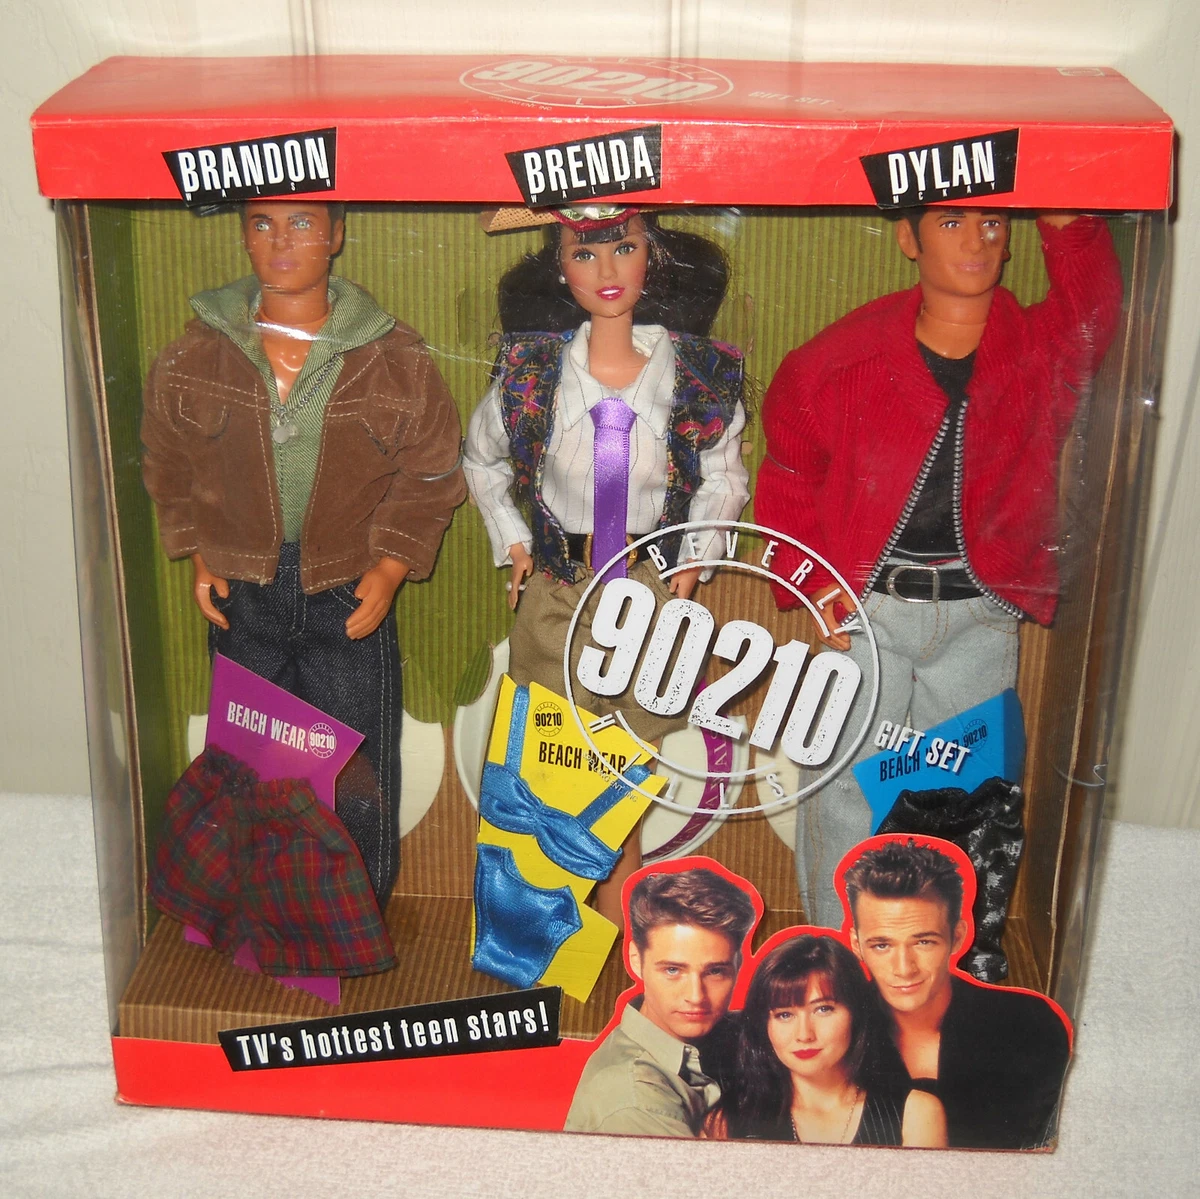 90210
GIFT SET
BRANDON
WALSH
BRENDA
WALSH
DYLAN
MCKAY
BEVERLY
90210
HILLS
GIFT SET
BEACH WEAR.
90210
90210
BEACH WEAR
90210
BEACH
TV's hottest teen stars!